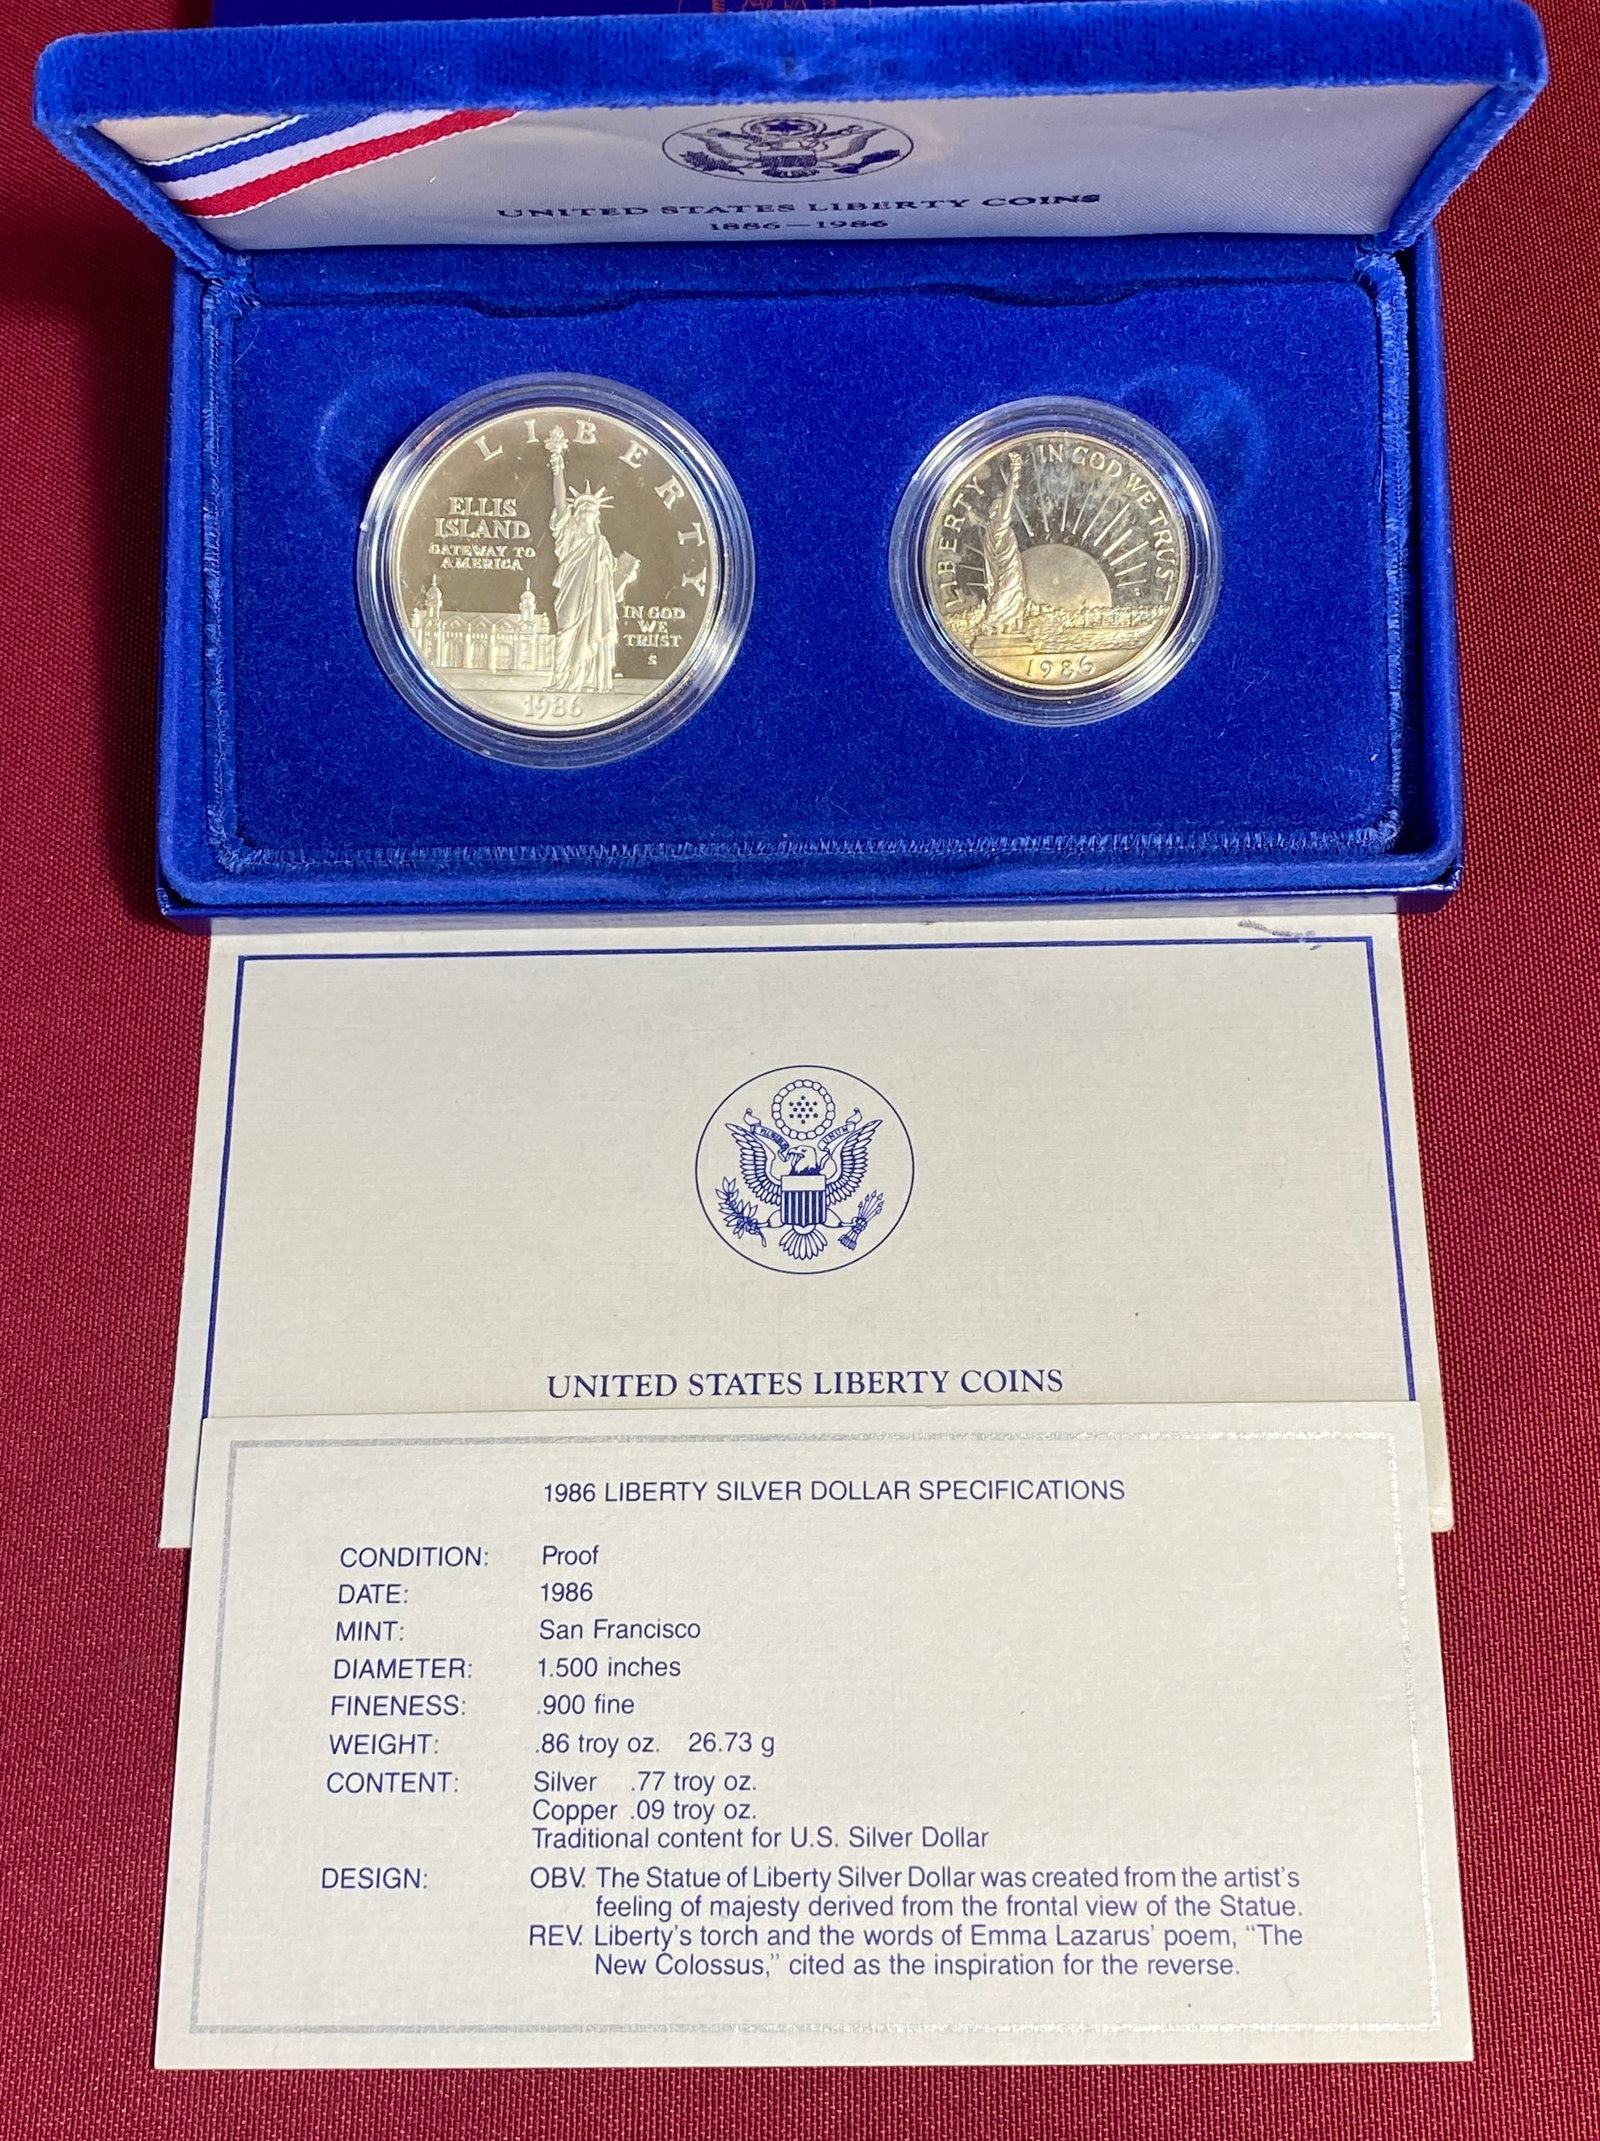 UNITED STATES LIBERTY COINS
1886—1986
LIBERTY
ELLIS
ISLAND
GATEWAY TO
AMERICA
IN GOD
WE
TRUST
S
1986
LIBERTY
IN GOD WE TRUST
1986
UNUM
UNITED STATES LIBERTY COINS
1986 LIBERTY SILVER DOLLAR SPECIFICATIONS
CONDITION: Proof
DATE: 1986
MINT: San Francisco
DIAMETER: 1.500 inches
FINENESS: .900 fine
WEIGHT: .86 troy oz. 26.73 g
CONTENT: Silver .77 troy oz.
Copper .09 troy oz.
Traditional content for U.S. Silver Dollar
DESIGN: OBV. The Statue of Liberty Silver Dollar was created from the artist's
feeling of majesty derived from the frontal view of the Statue.
REV. Liberty's torch and the words of Emma Lazarus' poem, “The
New Colossus,” cited as the inspiration for the reverse.